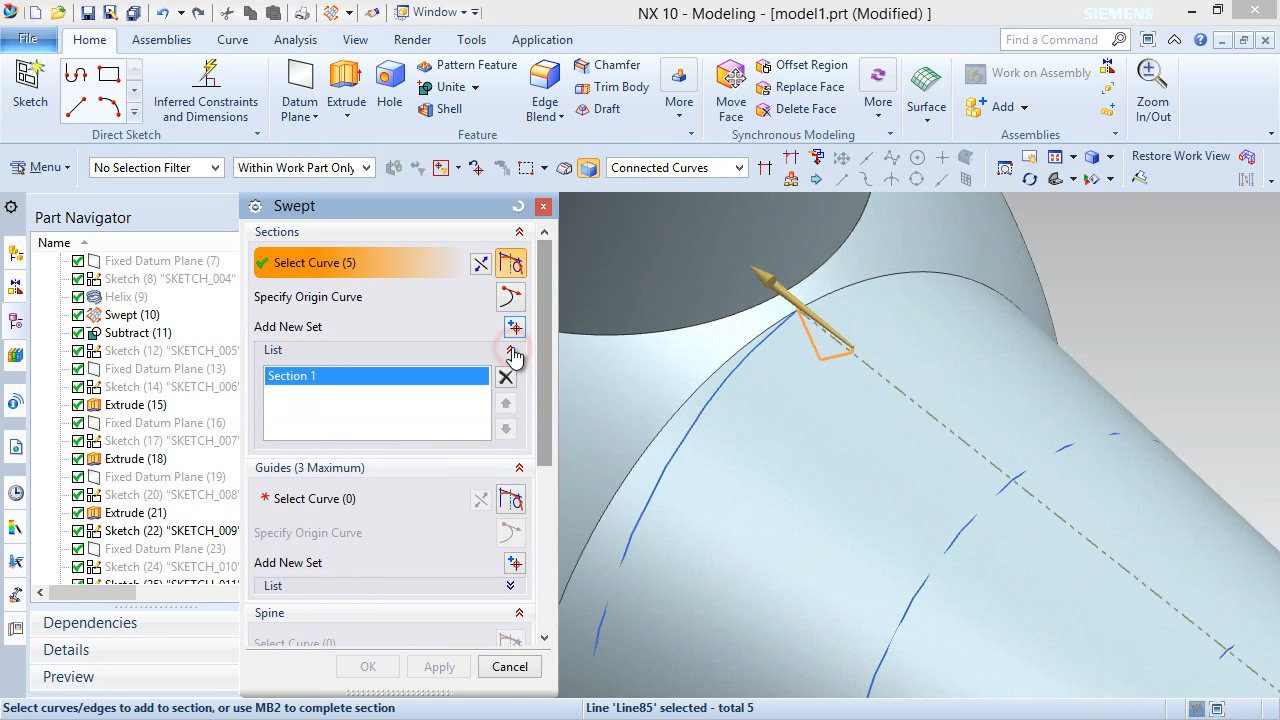 Window
NX 10 - Modeling - [model1.prt (Modified) ]
SIEMENS
File
Home
Assemblies
Curve
Analysis
View
Render
Tools
Application
Find a Command
Sketch
Direct Sketch
Inferred Constraints and Dimensions
Datum Plane
Extrude
Hole
Pattern Feature
Unite
Shell
Edge Blend
Chamfer
Trim Body
Draft
More
Feature
Move Face
Offset Region
Replace Face
Delete Face
More
Synchronous Modeling
Surface
Work on Assembly
Add
Assemblies
Zoom In/Out
Menu
No Selection Filter
Within Work Part Only
Connected Curves
Restore Work View
Part Navigator
Name
Fixed Datum Plane (7)
Sketch (8) "SKETCH_004"
Helix (9)
Swept (10)
Subtract (11)
Sketch (12) "SKETCH_005"
Fixed Datum Plane (13)
Sketch (14) "SKETCH_006"
Extrude (15)
Fixed Datum Plane (16)
Sketch (17) "SKETCH_007"
Extrude (18)
Fixed Datum Plane (19)
Sketch (20) "SKETCH_008"
Extrude (21)
Sketch (22) "SKETCH_009"
Fixed Datum Plane (23)
Sketch (24) "SKETCH_010"
Sketch (25) "SKETCH_011"
Dependencies
Details
Preview
Swept
Sections
Select Curve (5)
Specify Origin Curve
Add New Set
List
Section 1
Guides (3 Maximum)
* Select Curve (0)
Specify Origin Curve
Add New Set
List
Spine
Select Curve (0)
OK
Apply
Cancel
Select curves/edges to add to section, or use MB2 to complete section
Line 'Line85' selected - total 5